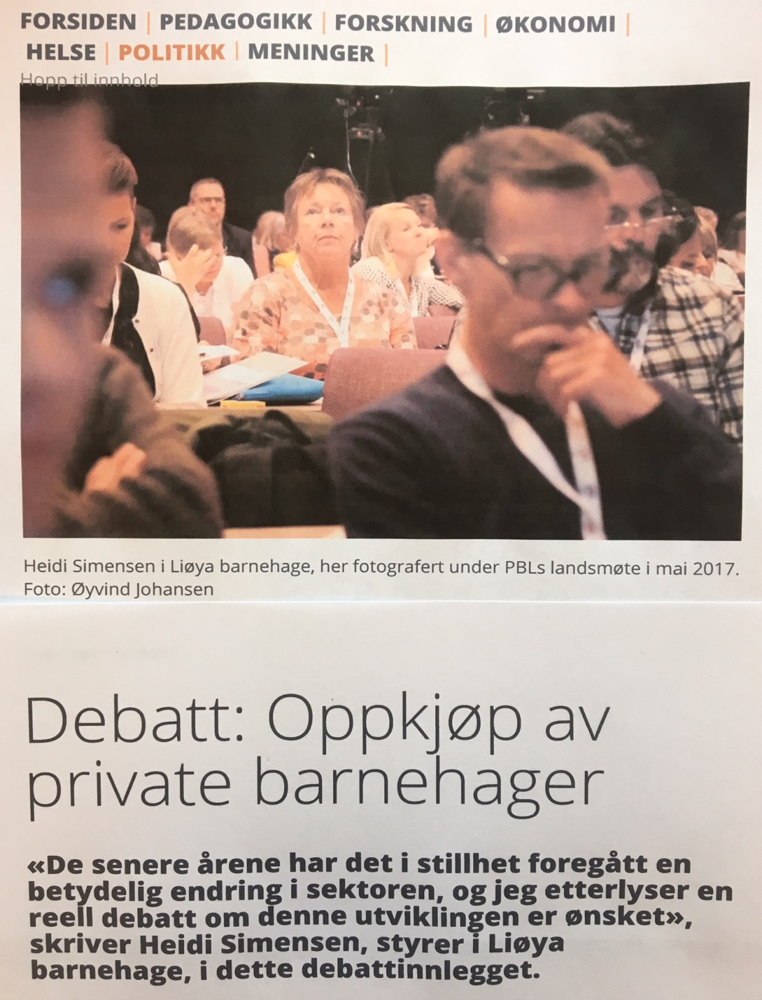 FORSIDEN | PEDAGOGIKK | FORSKNING | ØKONOMI |
HELSE | POLITIKK | MENINGER |
Hopp til innhold
Heidi Simensen i Liøya barnehage, her fotografert under PBLs landsmøte i mai 2017.
Foto: Øyvind Johansen
Debatt: Oppkjøp av
private barnehager
«De senere årene har det i stillhet foregått en
betydelig endring i sektoren, og jeg etterlyser en
reell debatt om denne utviklingen er ønsket»,
skriver Heidi Simensen, styrer i Liøya
barnehage, i dette debattinnlegget.